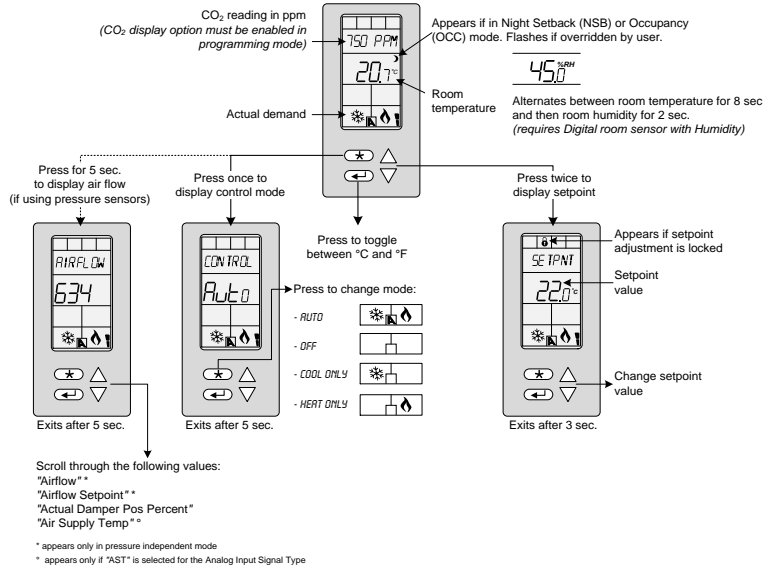 CO₂ reading in ppm
(CO₂ display option must be enabled in
programming mode)
750 PPM
20.7°C
Actual demand
A
Appears if in Night Setback (NSB) or Occupancy
(OCC) mode. Flashes if overridden by user.
Room
temperature
45.0 %RH
Alternates between room temperature for 8 sec
and then room humidity for 2 sec.
(requires Digital room sensor with Humidity)
Press for 5 sec.
to display air flow
(if using pressure sensors)
Press once to
display control mode
Press to toggle
between °C and °F
Press twice to
display setpoint
AIRFLOW
634
A
Exits after 5 sec.
CONTROL
Auto
A
Exits after 5 sec.
Press to change mode:
- AUTO
A
- OFF
- COOL ONLY
- HEAT ONLY
SETPNT
22.0°C
A
Exits after 3 sec.
Appears if setpoint
adjustment is locked
Setpoint
value
Change setpoint
value
Scroll through the following values:
"Airflow" *
"Airflow Setpoint" *
"Actual Damper Pos Percent"
"Air Supply Temp" °
* appears only in pressure independent mode
° appears only if "AST" is selected for the Analog Input Signal Type